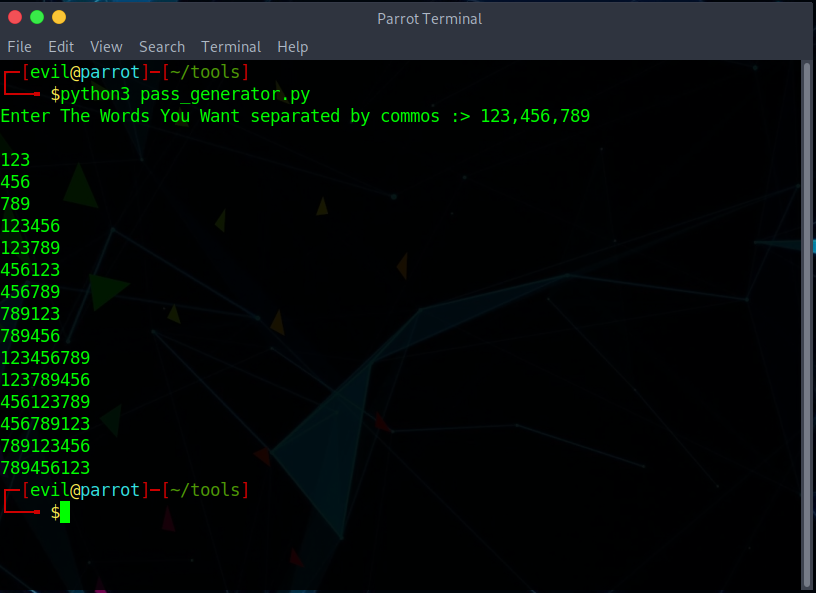 Parrot Terminal
File Edit View Search Terminal Help
[evil@parrot]-[~/tools]
$python3 pass_generator.py
Enter The Words You Want separated by commos :> 123,456,789
123
456
789
123456
123789
456123
456789
789123
789456
123456789
123789456
456123789
456789123
789123456
789456123
[evil@parrot]-[~/tools]
$